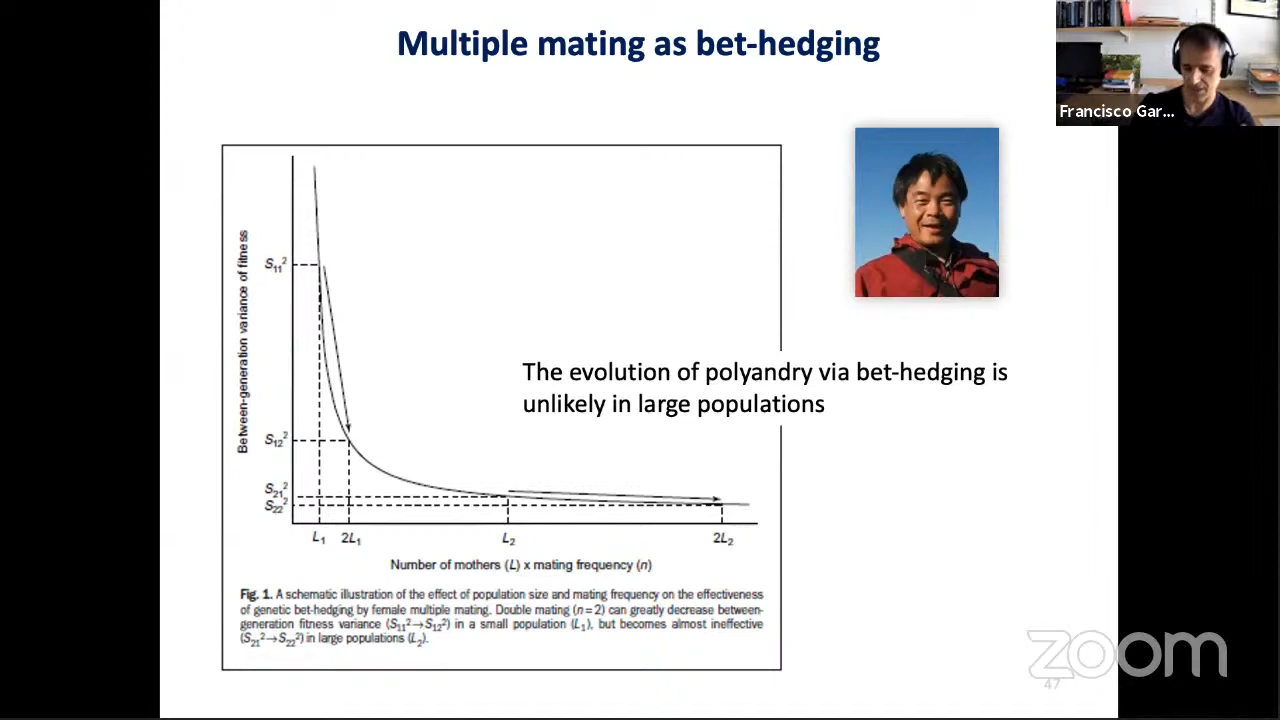 Multiple mating as bet-hedging
Francisco Gar...
Between-generation variance of fitness
S₁₁²
S₁₂²
S₂₁²
S₂₂²
L₁ 2L₁ L₂ 2L₂
Number of mothers (L) x mating frequency (n)
The evolution of polyandry via bet-hedging is
unlikely in large populations
Fig. 1. A schematic illustration of the effect of population size and mating frequency on the effectiveness
of genetic bet-hedging by female multiple mating. Double mating (n=2) can greatly decrease between-
generation fitness variance (S₁₁²→S₁₂²) in a small population (L₁), but becomes almost ineffective
(S₂₁²→S₂₂²) in large populations (L₂).
zoom
47